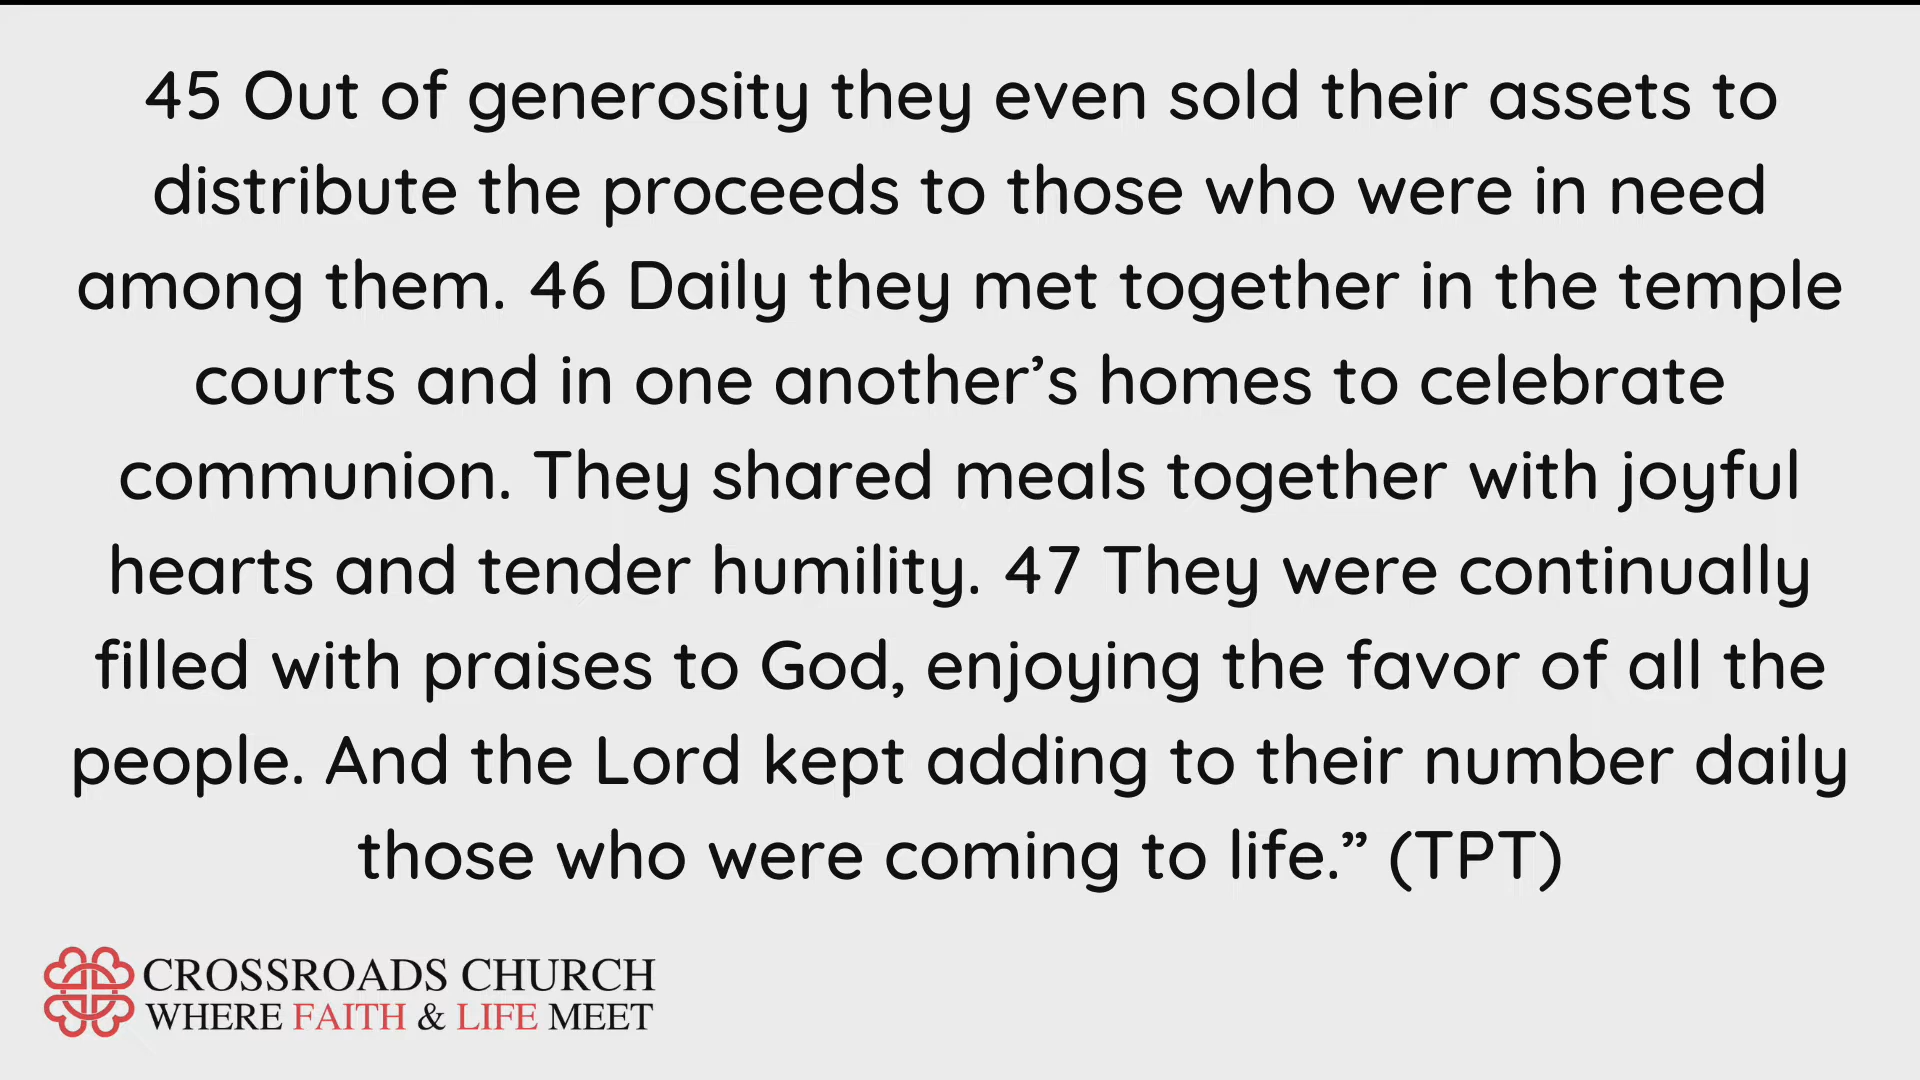 45 Out of generosity they even sold their assets to
distribute the proceeds to those who were in need
among them. 46 Daily they met together in the temple
courts and in one another’s homes to celebrate
communion. They shared meals together with joyful
hearts and tender humility. 47 They were continually
filled with praises to God, enjoying the favor of all the
people. And the Lord kept adding to their number daily
those who were coming to life.” (TPT)
CROSSROADS CHURCH
WHERE FAITH & LIFE MEET